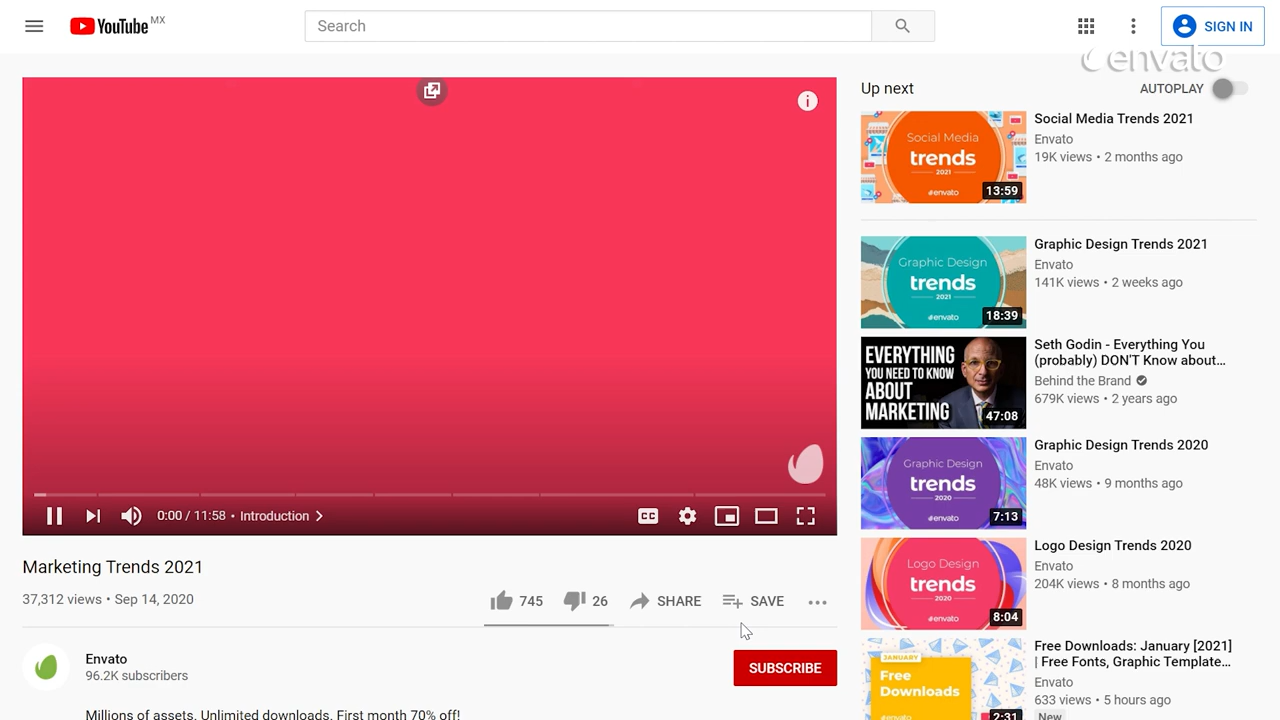 YouTube MX
Search
SIGN IN
envato
Up next
AUTOPLAY
Social Media
trends
2021
envato
13:59
Social Media Trends 2021
Envato
19K views • 2 months ago
Graphic Design
trends
2021
envato
18:39
Graphic Design Trends 2021
Envato
141K views • 2 weeks ago
EVERYTHING
YOU NEED TO KNOW
ABOUT
MARKETING
47:08
Seth Godin - Everything You
(probably) DON'T Know about...
Behind the Brand
679K views • 2 years ago
Graphic Design
trends
2020
envato
7:13
Graphic Design Trends 2020
Envato
48K views • 9 months ago
Logo Design
trends
2020
envato
8:04
Logo Design Trends 2020
Envato
204K views • 8 months ago
JANUARY
Free
Downloads
2:31
Free Downloads: January [2021]
| Free Fonts, Graphic Template...
Envato
633 views • 5 hours ago
New
CC
0:00 / 11:58 • Introduction
Marketing Trends 2021
37,312 views • Sep 14, 2020
745
26
SHARE
SAVE
Envato
96.2K subscribers
SUBSCRIBE
Millions of assets. Unlimited downloads. First month 70% off!